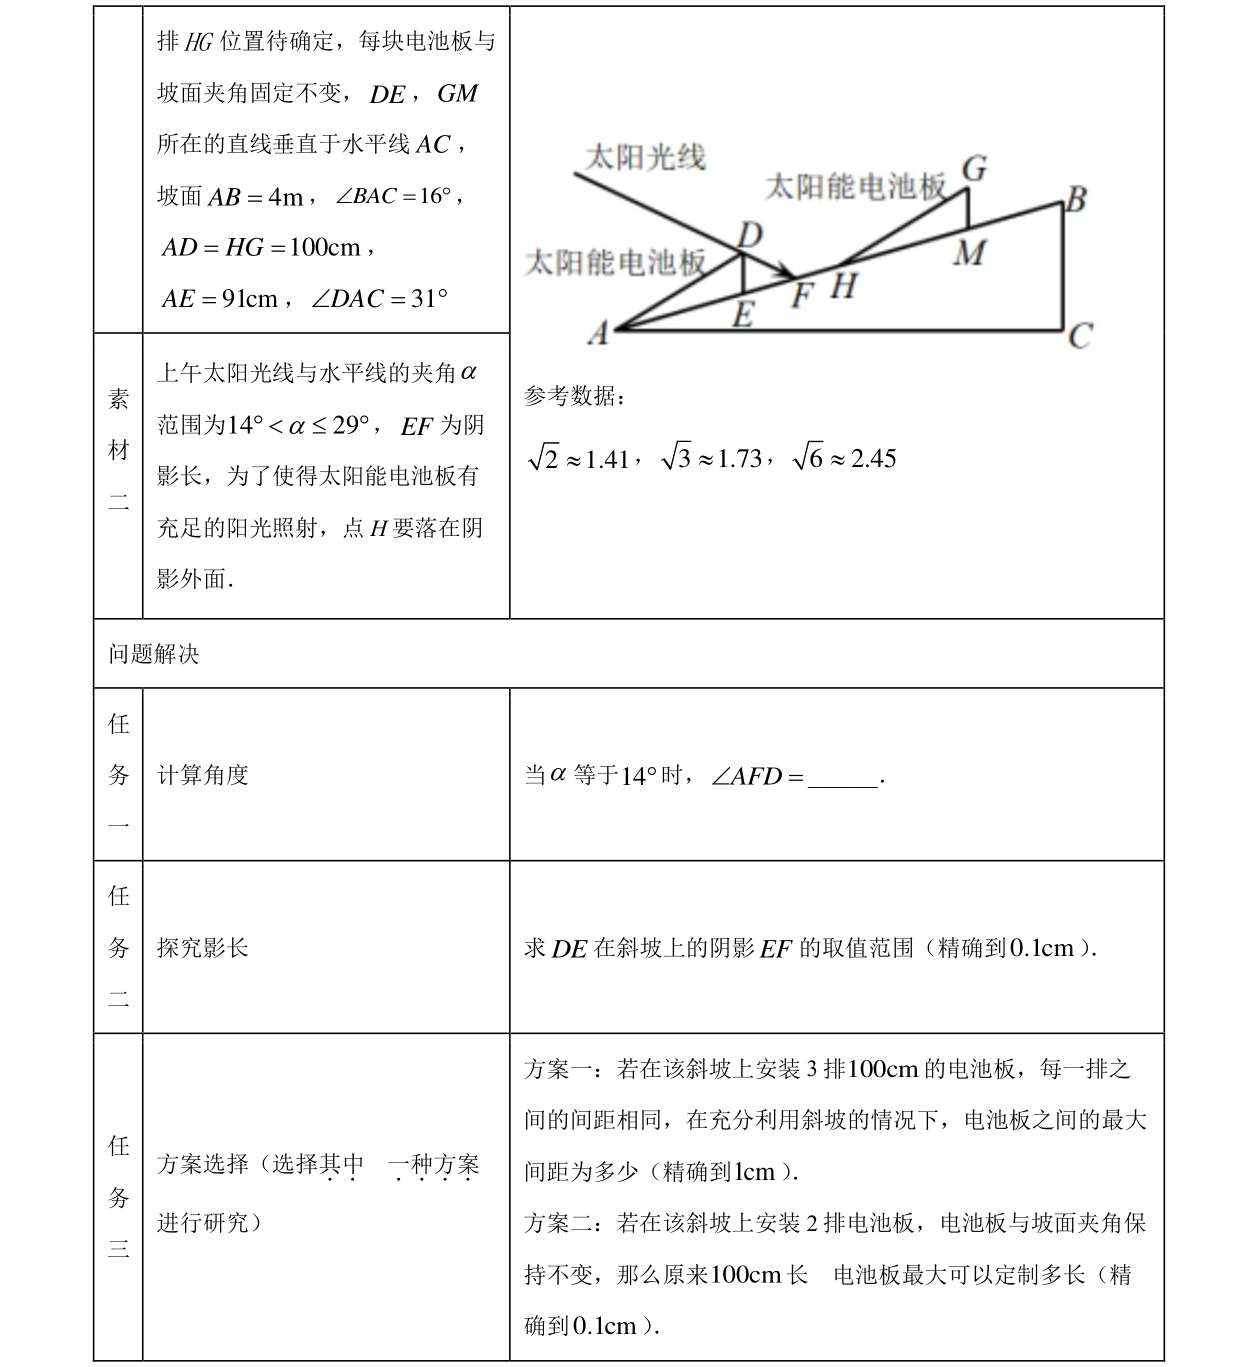 排 HG 位置待确定，每块电池板与
坡面夹角固定不变， DE ， GM
所在的直线垂直于水平线 AC ，
坡面 AB = 4m ， ∠BAC =16° ，
AD = HG =100cm ，
AE = 91cm ， ∠DAC = 31°
太阳光线
太阳能电池板
G
B
D
太阳能电池板
M
H
F
E
A
C
参考数据：
√2 ≈1.41， √3 ≈1.73， √6 ≈ 2.45
素材二
上午太阳光线与水平线的夹角 α
范围为14° < α ≤ 29°， EF 为阴
影长，为了使得太阳能电池板有
充足的阳光照射，点 H 要落在阴
影外面．
问题解决
任务一
计算角度
当 α 等于14° 时， ∠AFD = ______．
任务二
探究影长
求 DE 在斜坡上的阴影 EF 的取值范围（精确到0.1cm ）．
任务三
方案选择（选择其中 一种方案
进行研究）
方案一：若在该斜坡上安装 3 排100cm 的电池板，每一排之
间的间距相同，在充分利用斜坡的情况下，电池板之间的最大
间距为多少（精确到1cm ）．
方案二：若在该斜坡上安装 2 排电池板，电池板与坡面夹角保
持不变，那么原来100cm 长 电池板最大可以定制多长（精
确到0.1cm ）．